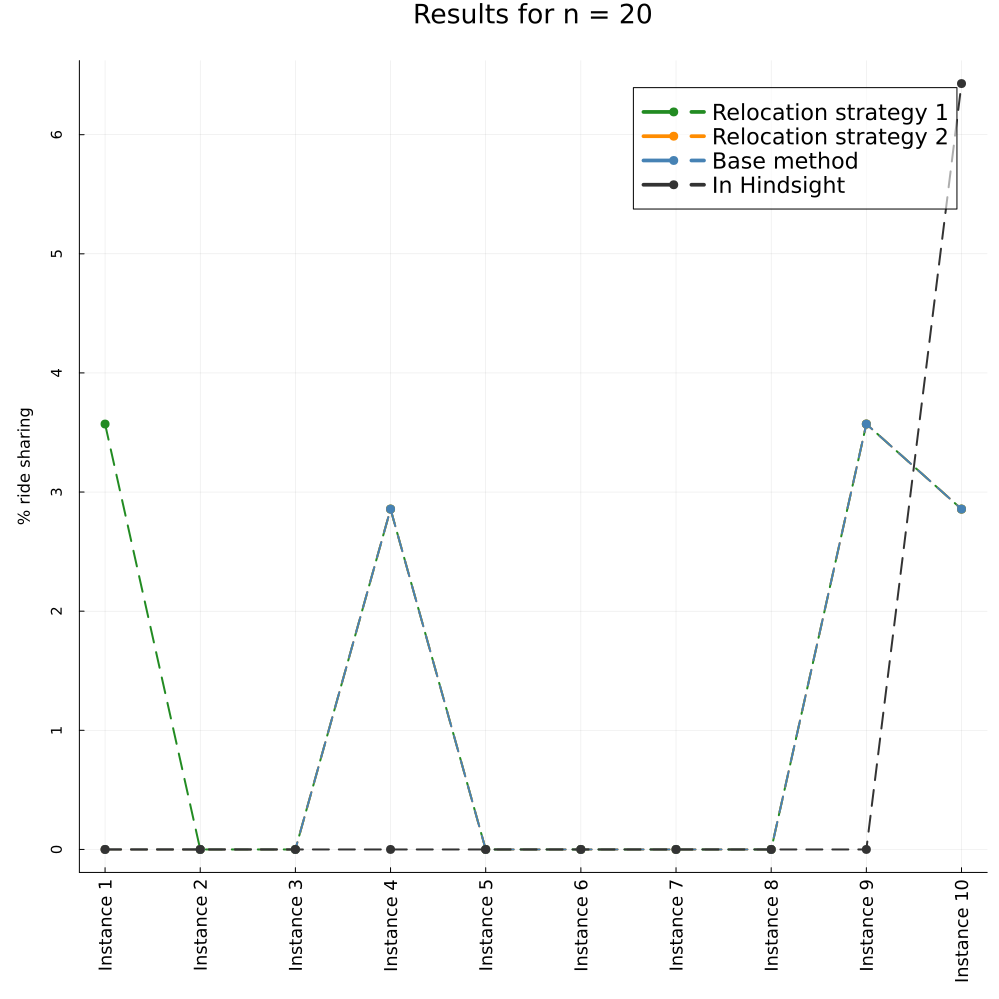 Results for n = 20
Relocation strategy 1
Relocation strategy 2
Base method
In Hindsight
% ride sharing
6
5
4
3
2
1
0
Instance 1
Instance 2
Instance 3
Instance 4
Instance 5
Instance 6
Instance 7
Instance 8
Instance 9
Instance 10